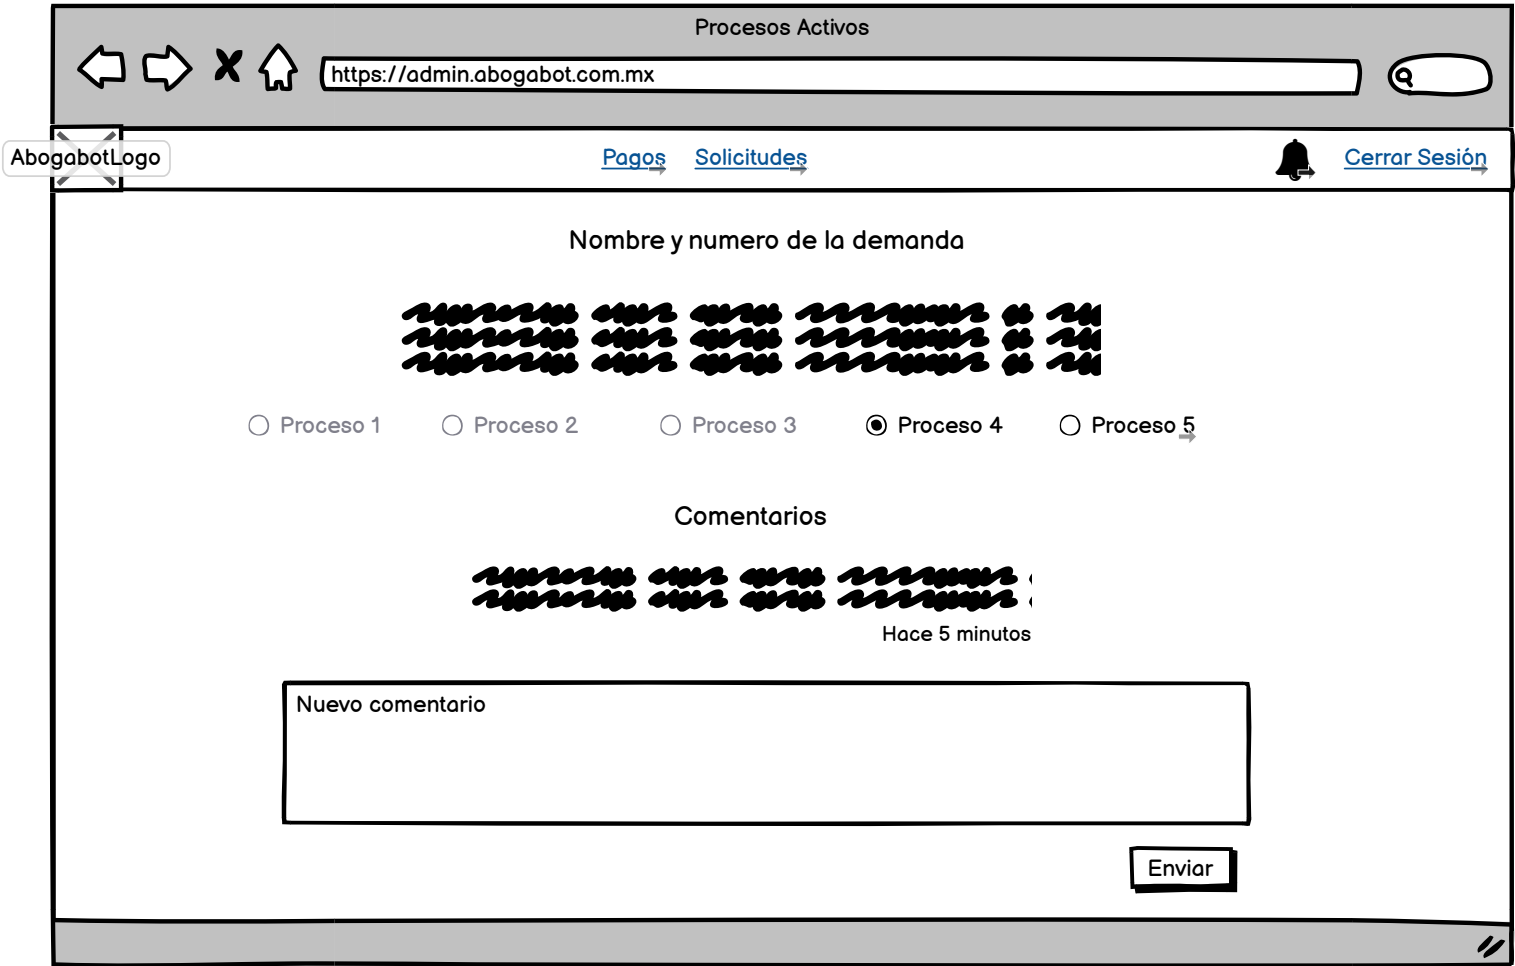 Procesos Activos
https://admin.abogabot.com.mx
AbogabotLogo
Pagos Solicitudes Cerrar Sesión
Nombre y numero de la demanda
Proceso 1 Proceso 2 Proceso 3 Proceso 4 Proceso 5
Comentarios
Hace 5 minutos
Nuevo comentario
Enviar